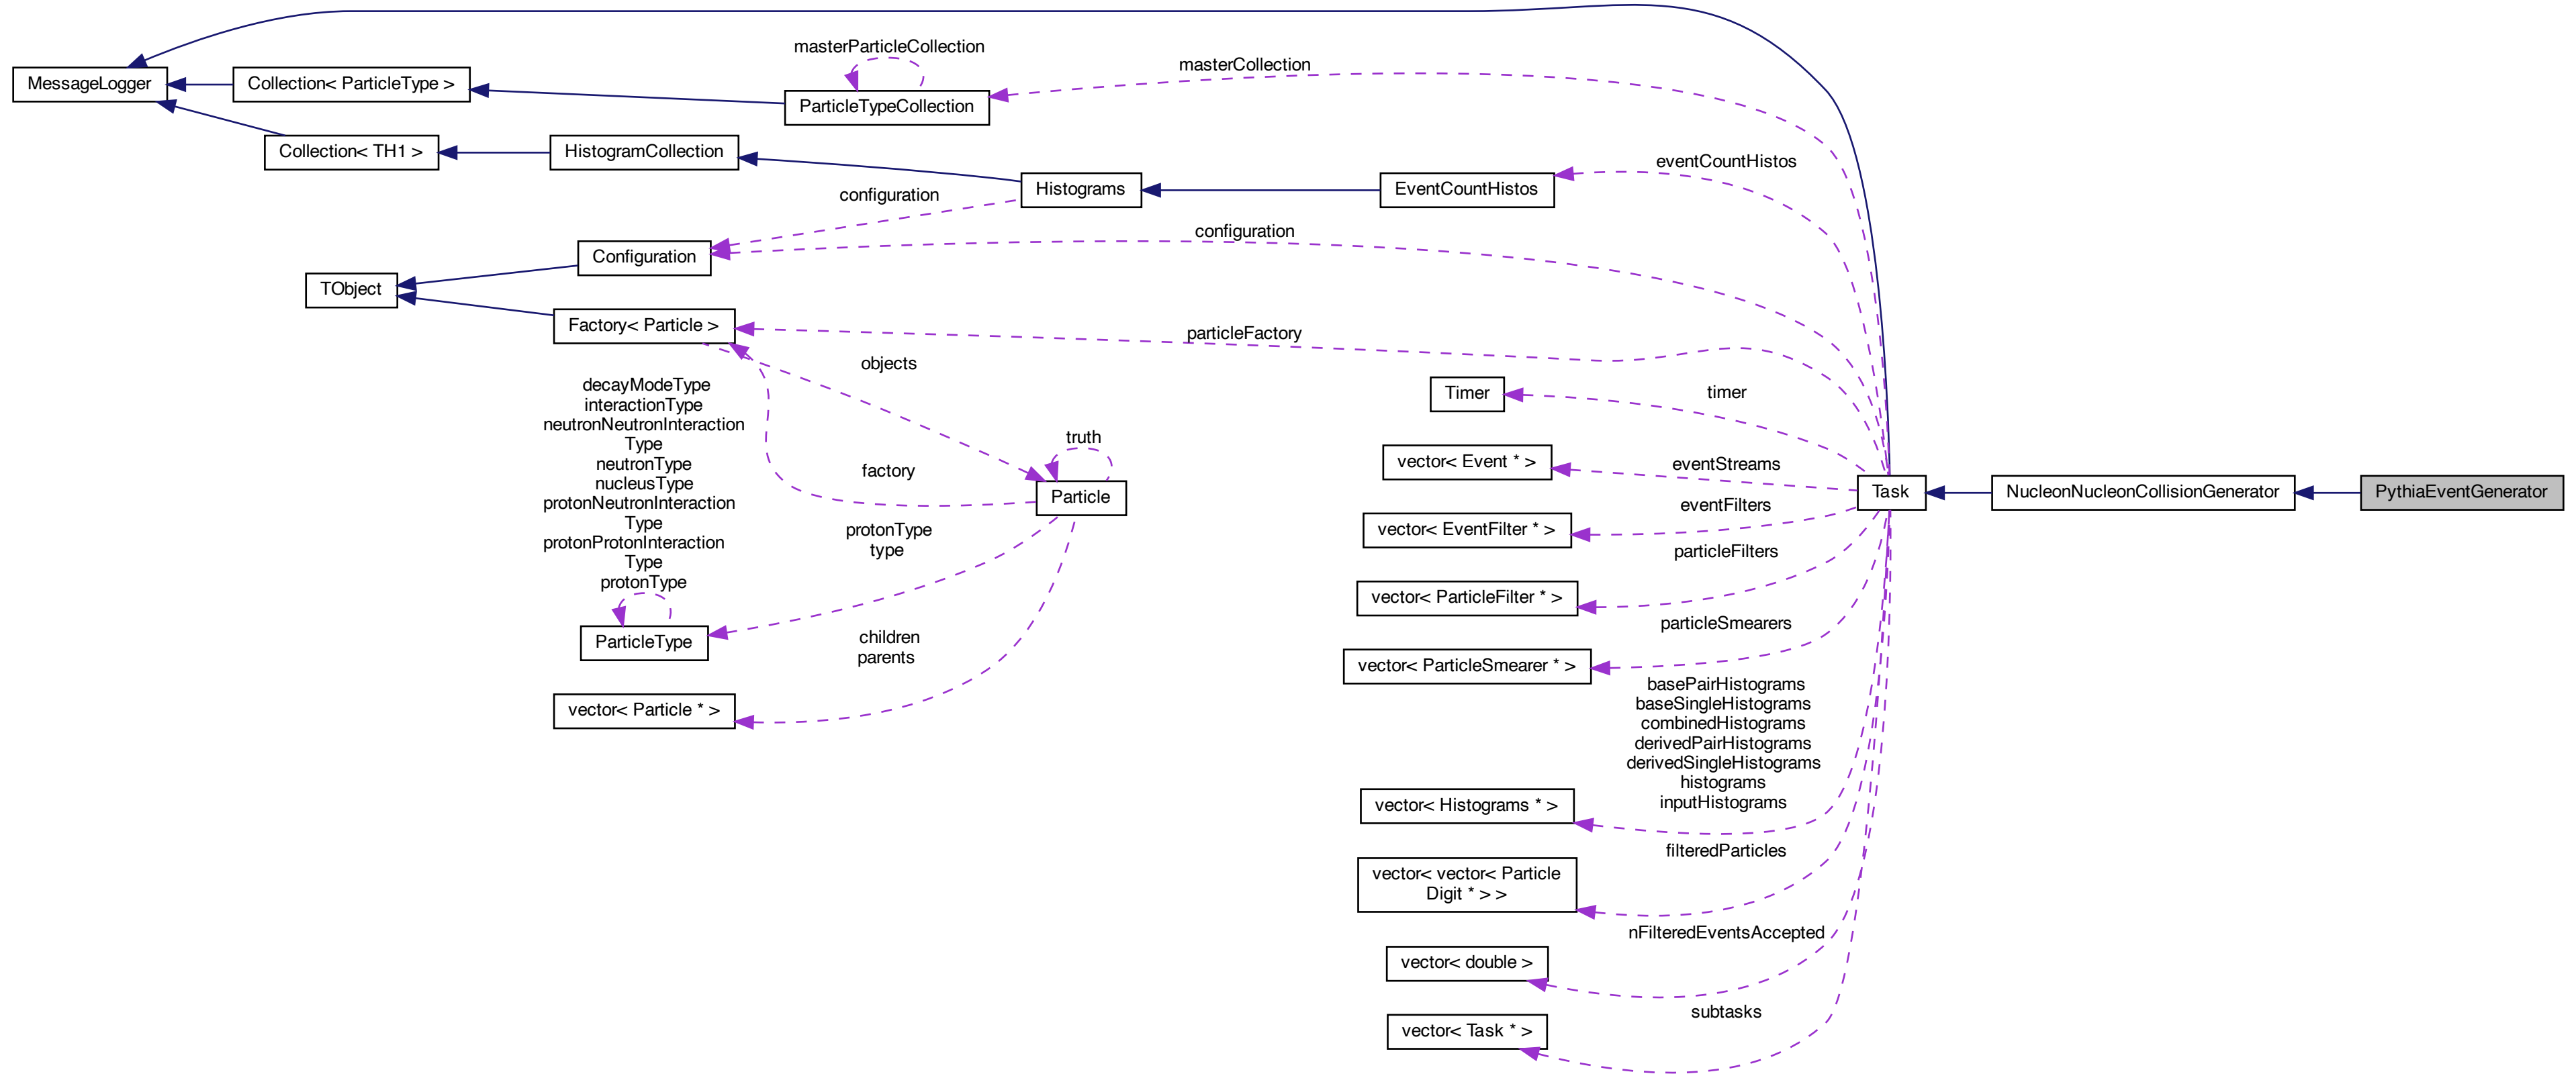 masterParticleCollection
masterCollection
MessageLogger
Collection< ParticleType >
ParticleTypeCollection
Collection< TH1 >
HistogramCollection
eventCountHistos
configuration
Histograms
EventCountHistos
configuration
Configuration
TObject
Factory< Particle >
particleFactory
objects
decayModeType
interactionType
neutronNeutronInteraction
Type
neutronType
nucleusType
protonNeutronInteraction
Type
protonProtonInteraction
Type
protonType
ParticleType
truth
factory
Particle
protonType
type
children
parents
vector< Particle * >
timer
Timer
eventStreams
vector< Event * >
eventFilters
vector< EventFilter * >
particleFilters
vector< ParticleFilter * >
particleSmearers
vector< ParticleSmearer * >
basePairHistograms
baseSingleHistograms
combinedHistograms
derivedPairHistograms
derivedSingleHistograms
histograms
inputHistograms
vector< Histograms * >
filteredParticles
vector< vector< Particle
Digit * > >
nFilteredEventsAccepted
vector< double >
subtasks
vector< Task * >
Task
NucleonNucleonCollisionGenerator
PythiaEventGenerator